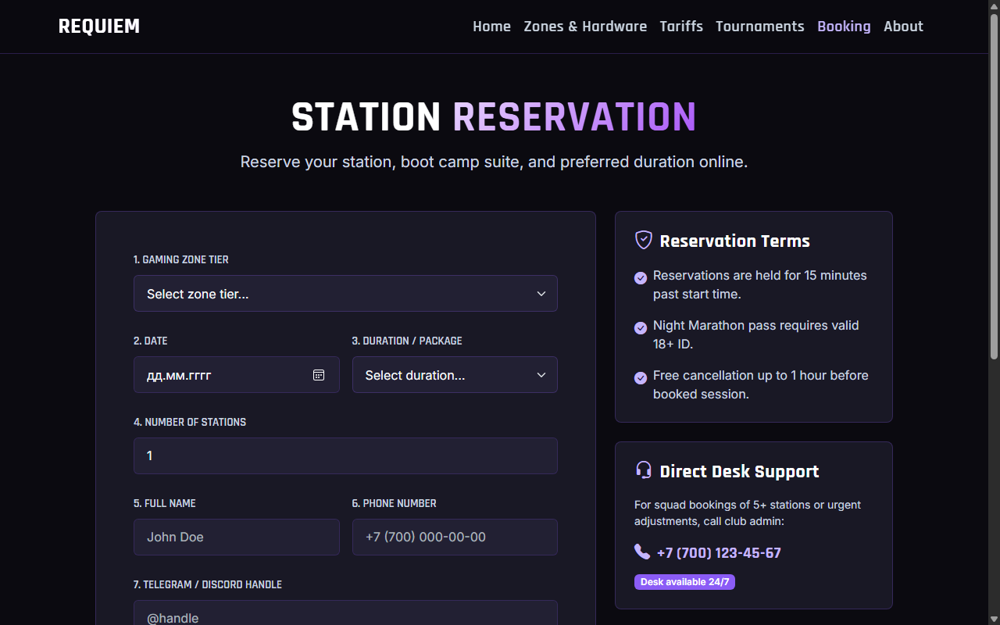 REQUIEM
Home Zones & Hardware Tariffs Tournaments Booking About
STATION RESERVATION
Reserve your station, boot camp suite, and preferred duration online.
1. GAMING ZONE TIER
Select zone tier...
2. DATE
дд.мм.гггг
3. DURATION / PACKAGE
Select duration...
4. NUMBER OF STATIONS
1
5. FULL NAME
John Doe
6. PHONE NUMBER
+7 (700) 000-00-00
7. TELEGRAM / DISCORD HANDLE
@handle
Reservation Terms
Reservations are held for 15 minutes
past start time.
Night Marathon pass requires valid
18+ ID.
Free cancellation up to 1 hour before
booked session.
Direct Desk Support
For squad bookings of 5+ stations or urgent
adjustments, call club admin:
+7 (700) 123-45-67
Desk available 24/7